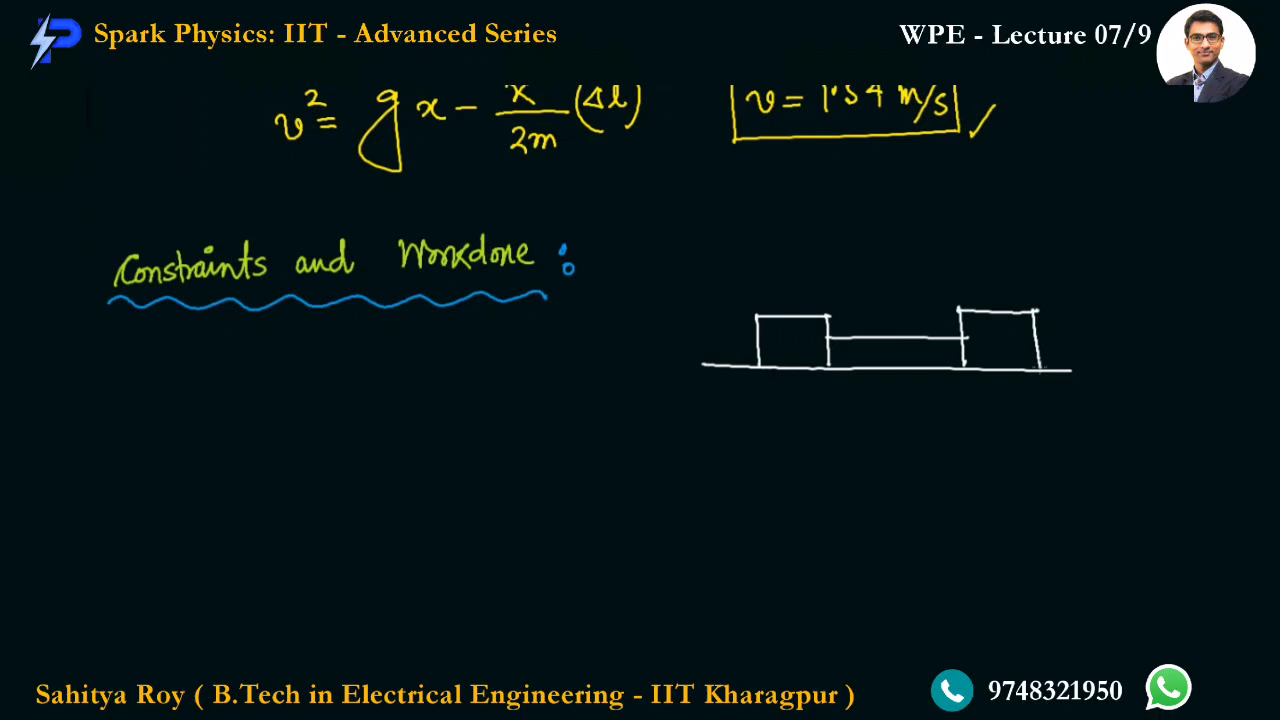 Spark Physics: IIT - Advanced Series
WPE - Lecture 07/9
v² = g x - K/2m (Δl)
v = 1.54 m/s ✓
Constraints and Workdone :
Sahitya Roy ( B.Tech in Electrical Engineering - IIT Kharagpur )
9748321950